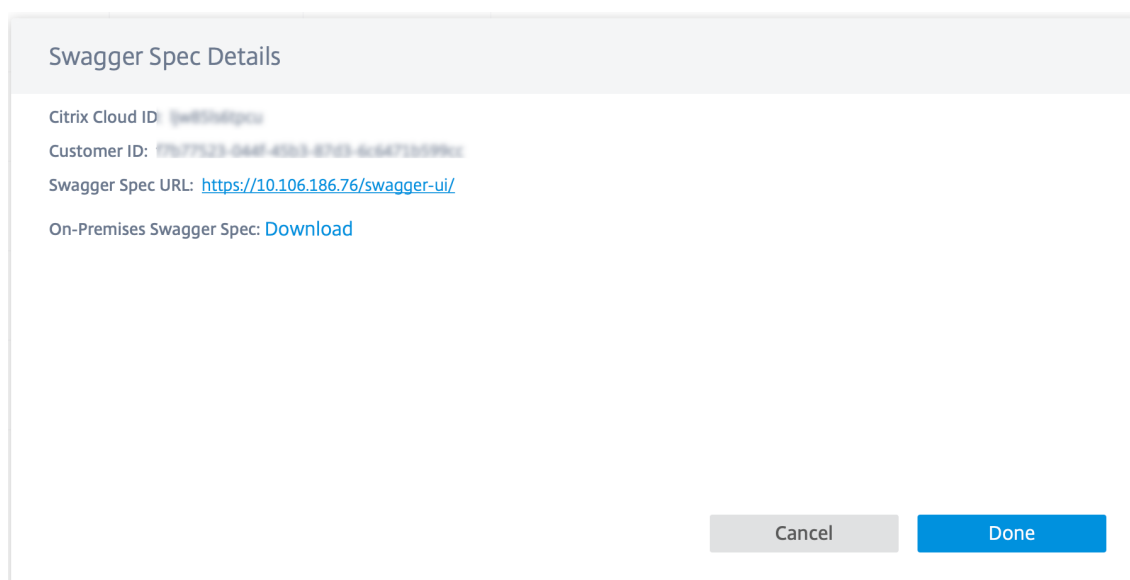 Swagger Spec Details
Citrix Cloud ID:
Customer ID:
Swagger Spec URL: https://10.106.186.76/swagger-ui/
On-Premises Swagger Spec: Download
Cancel Done